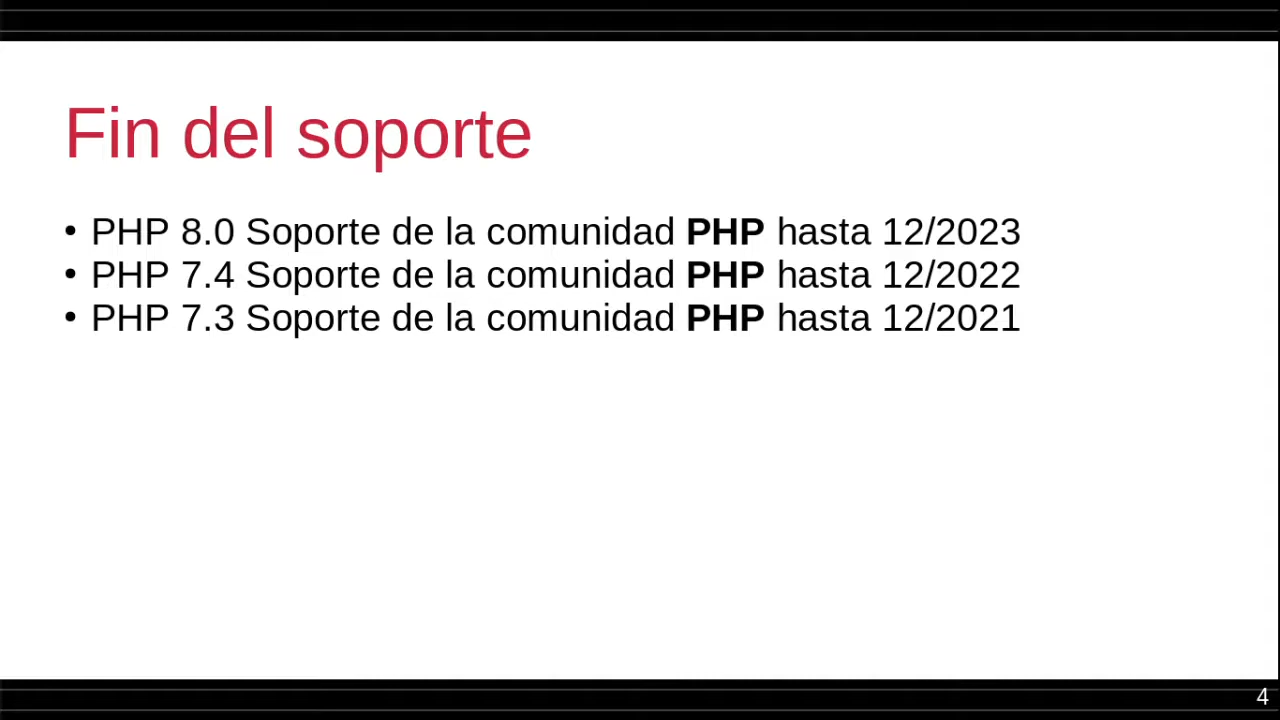 Fin del soporte
• PHP 8.0 Soporte de la comunidad PHP hasta 12/2023
• PHP 7.4 Soporte de la comunidad PHP hasta 12/2022
• PHP 7.3 Soporte de la comunidad PHP hasta 12/2021
4